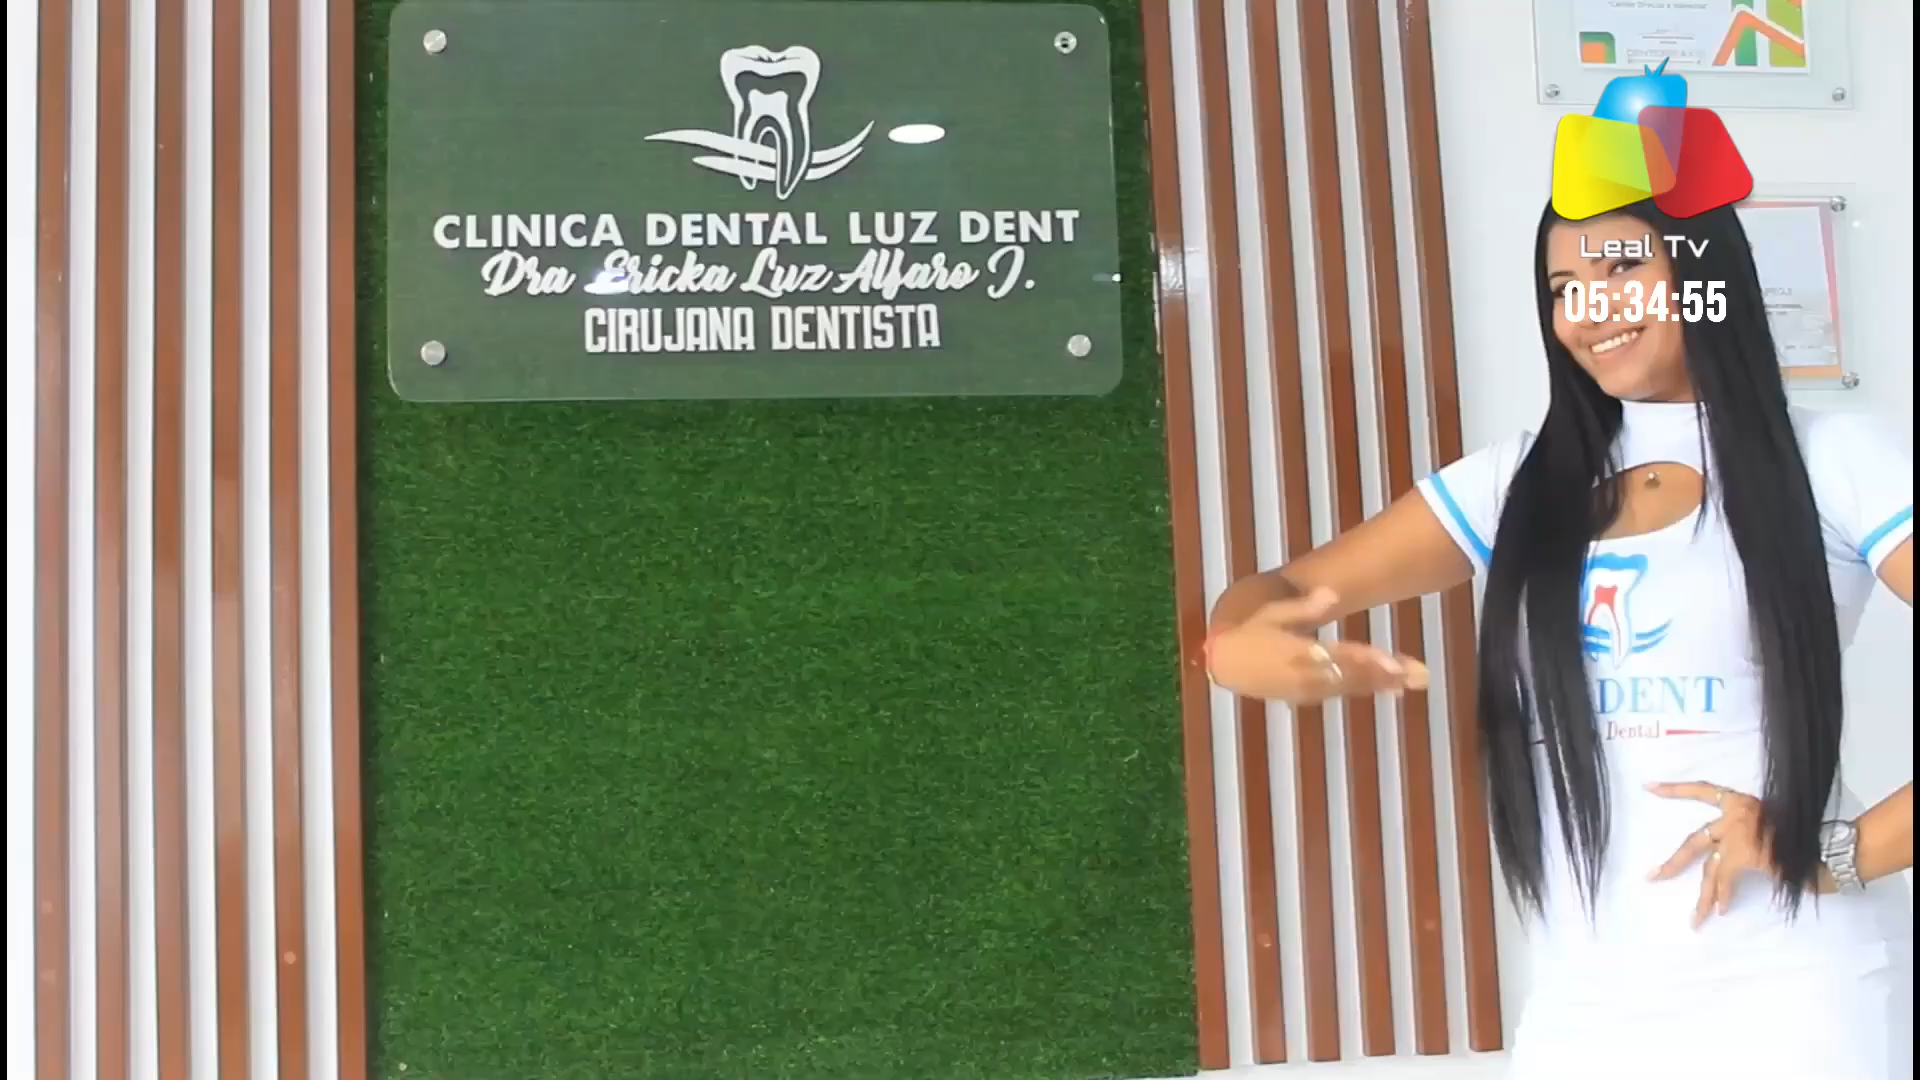 CLINICA DENTAL LUZ DENT
Dra Ericka Luz Alfaro J.
CIRUJANA DENTISTA
Leal Tv
05:34:55
DENT
Dental